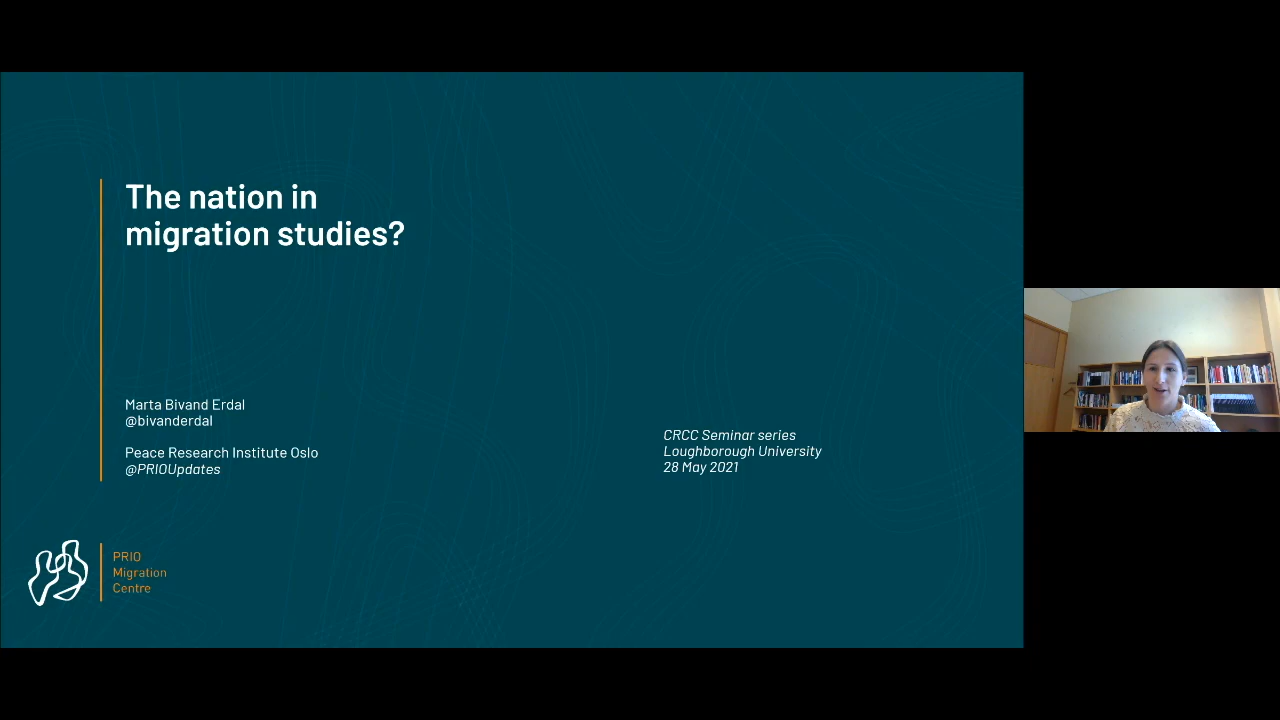 The nation in
migration studies?
Marta Bivand Erdal
@bivanderdal
Peace Research Institute Oslo
@PRIOUpdates
CRCC Seminar series
Loughborough University
28 May 2021
PRIO
Migration
Centre